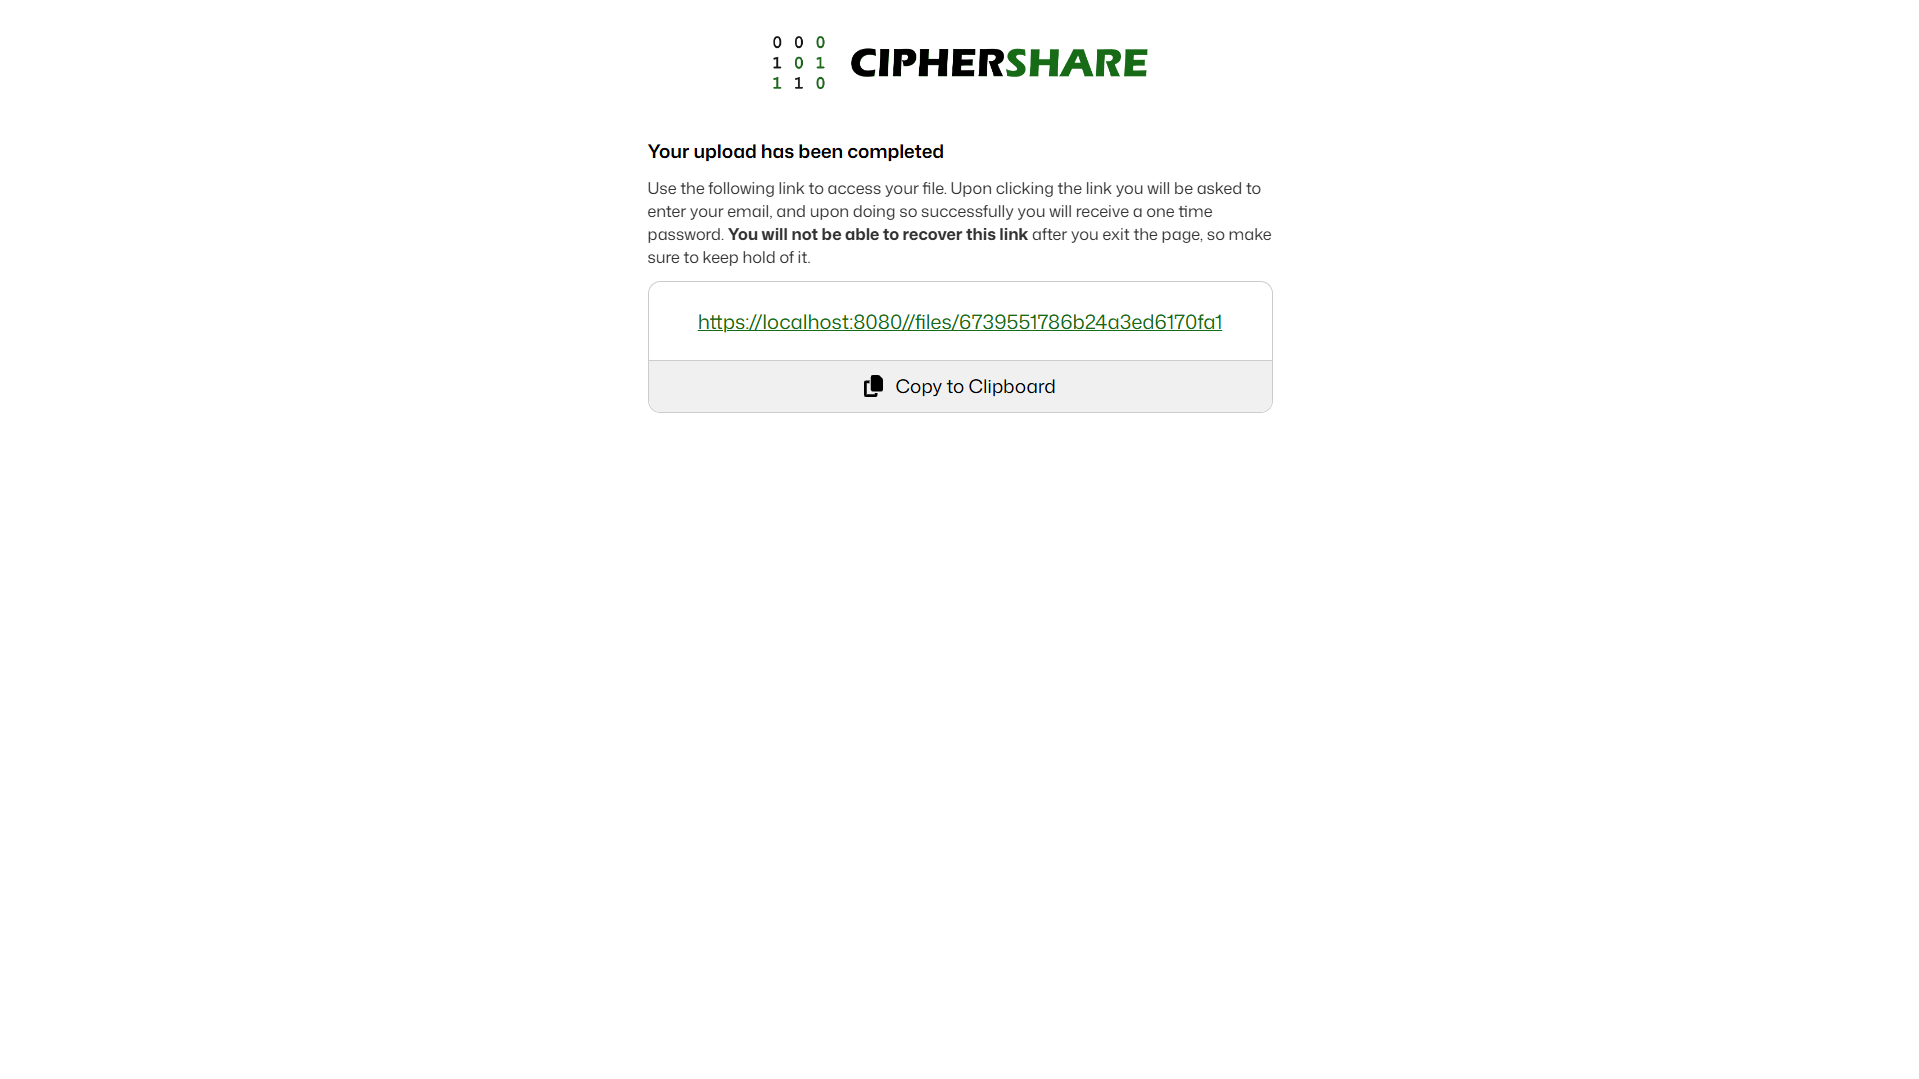 0 0 0
1 0 1
1 1 0
CIPHERSHARE
Your upload has been completed
Use the following link to access your file. Upon clicking the link you will be asked to
enter your email, and upon doing so successfully you will receive a one time
password. You will not be able to recover this link after you exit the page, so make
sure to keep hold of it.
https://localhost:8080//files/6739551786b24a3ed6170fa1
Copy to Clipboard